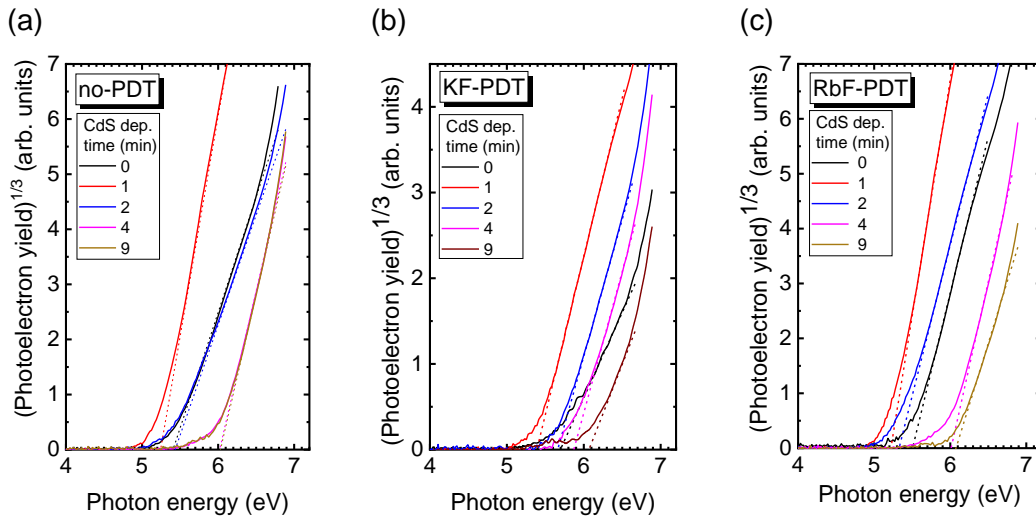 (a)
(b)
(c)
(Photoelectron yield)1/3 (arb. units)
7
6
5
4
3
2
1
0
no-PDT
CdS dep.
time (min)
0
1
2
4
9
4 5 6 7
Photon energy (eV)
(Photoelectron yield)1/3 (arb. units)
4
3
2
1
0
KF-PDT
CdS dep.
time (min)
0
1
2
4
9
4 5 6 7
Photon energy (eV)
(Photoelectron yield)1/3 (arb. units)
7
6
5
4
3
2
1
0
RbF-PDT
CdS dep.
time (min)
0
1
2
4
9
4 5 6 7
Photon energy (eV)